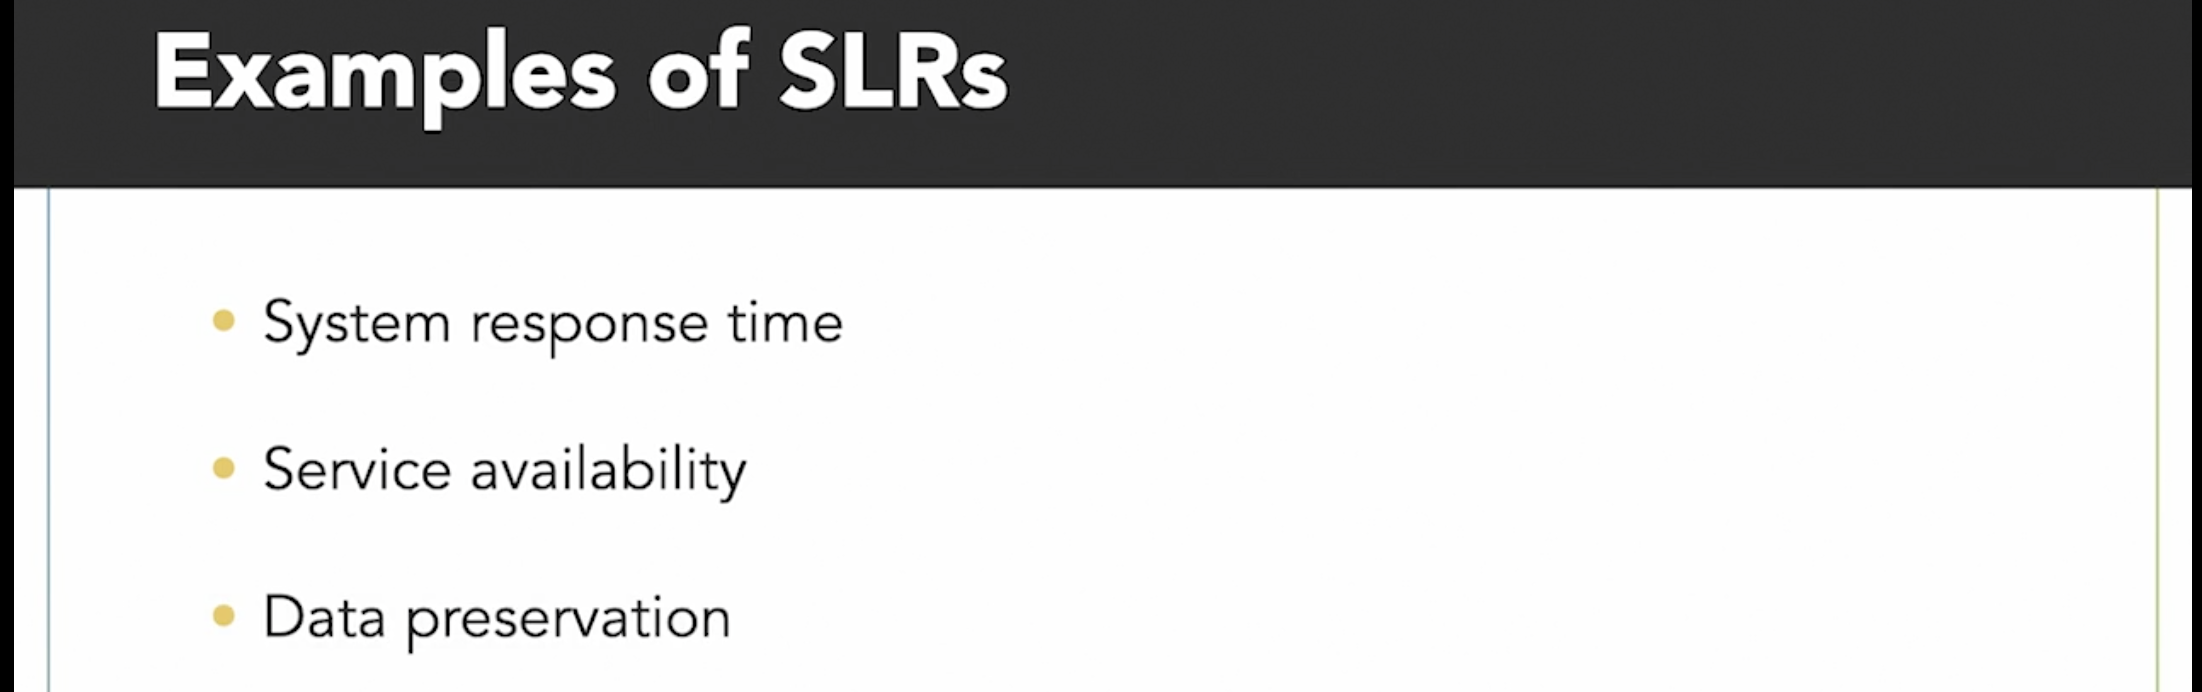 Examples of SLRs
System response time
Service availability
Data preservation